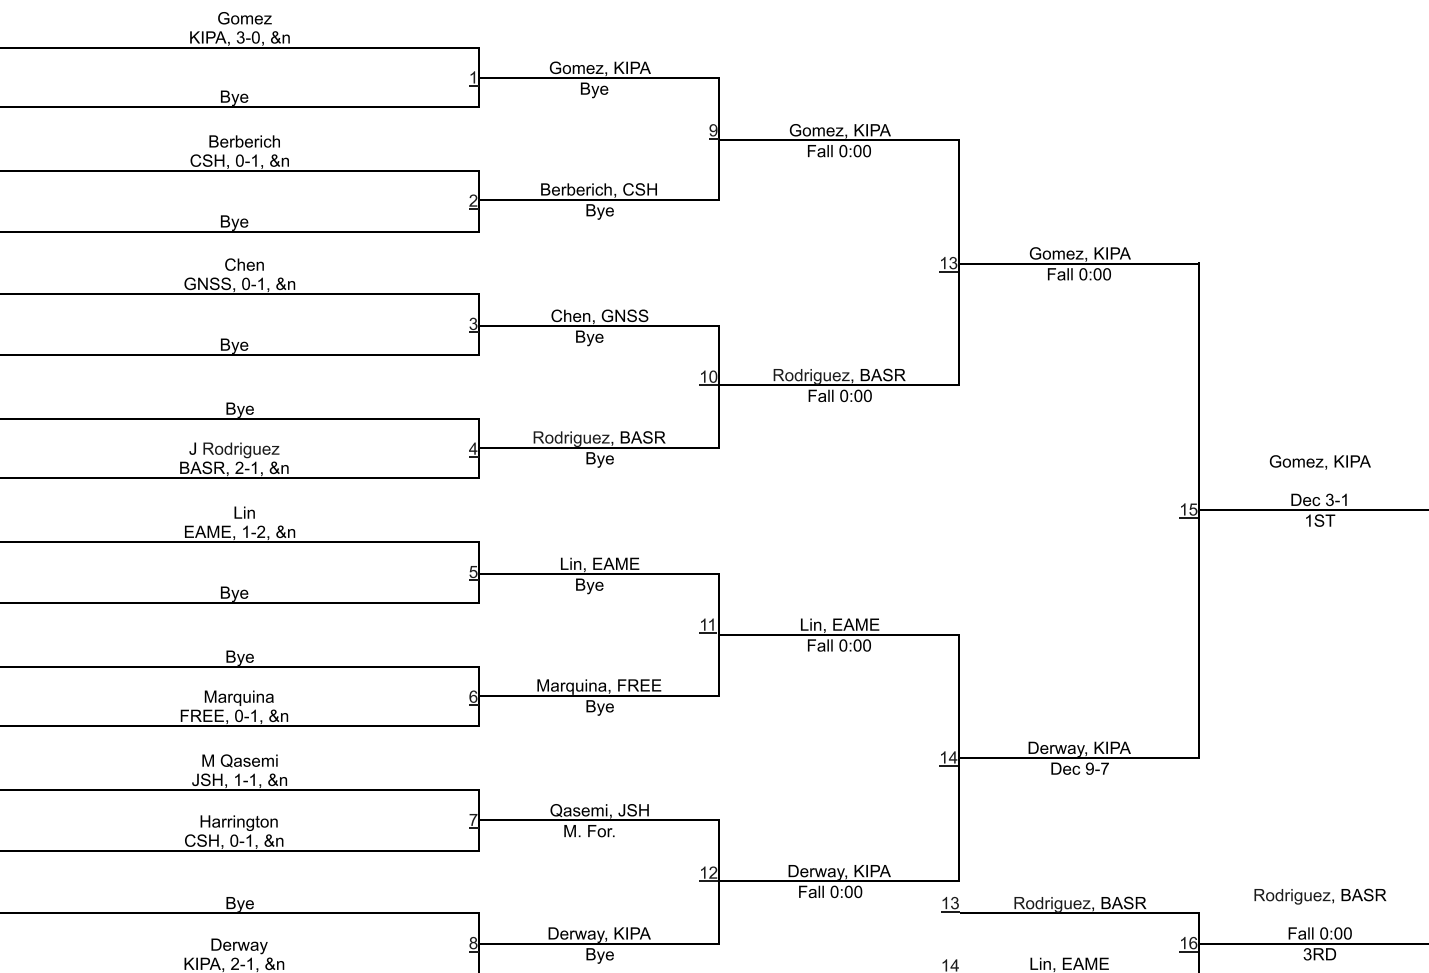 Gomez
KIPA, 3-0, &n
1
Bye
Gomez, KIPA
Bye
9
Berberich
CSH, 0-1, &n
2
Bye
Berberich, CSH
Bye
Gomez, KIPA
Fall 0:00
13
Chen
GNSS, 0-1, &n
3
Bye
Chen, GNSS
Bye
10
Bye
J Rodriguez
BASR, 2-1, &n
4
Rodriguez, BASR
Bye
Rodriguez, BASR
Fall 0:00
Gomez, KIPA
Fall 0:00
15
Lin
EAME, 1-2, &n
5
Bye
Lin, EAME
Bye
11
Bye
Marquina
FREE, 0-1, &n
6
Marquina, FREE
Bye
Lin, EAME
Fall 0:00
14
M Qasemi
JSH, 1-1, &n
7
Harrington
CSH, 0-1, &n
Qasemi, JSH
M. For.
12
Bye
Derway
KIPA, 2-1, &n
8
Derway, KIPA
Bye
Derway, KIPA
Fall 0:00
Derway, KIPA
Dec 9-7
Gomez, KIPA
Dec 3-1
1ST
13
Rodriguez, BASR
14
Lin, EAME
16
Rodriguez, BASR
Fall 0:00
3RD